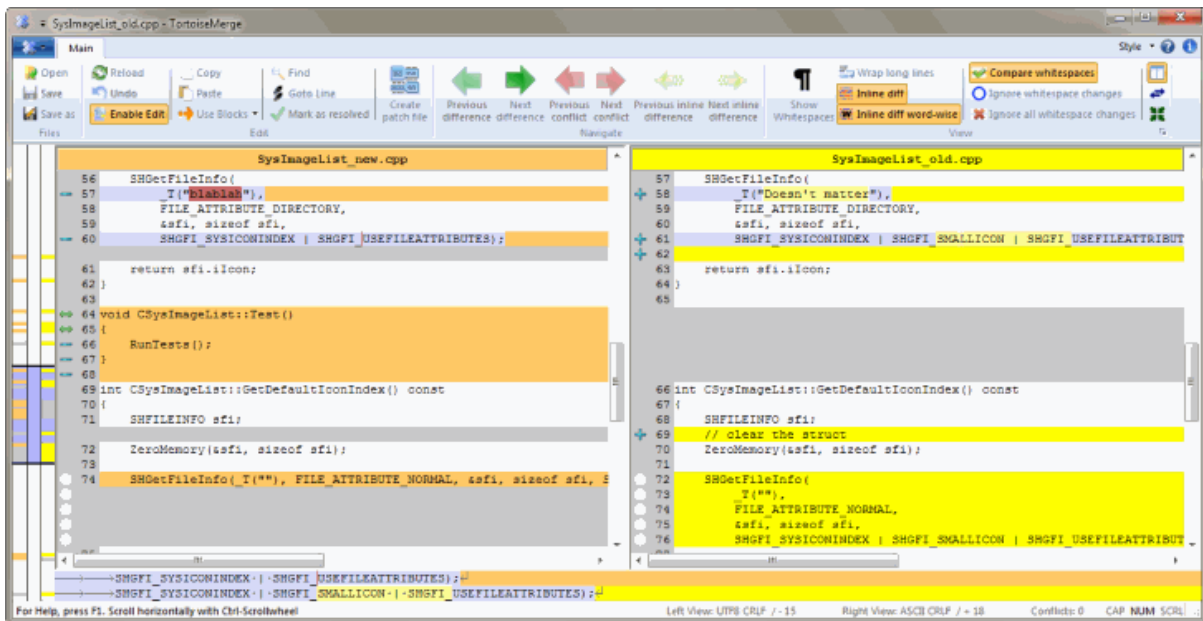 SysImageList_old.cpp - TortoiseMerge
Main
Style
Open
Save
Save as
Files
Reload
Undo
Enable Edit
Copy
Paste
Use Blocks
Find
Goto Line
Mark as resolved
Edit
Create patch file
Previous difference
Next difference
Previous conflict
Next conflict
Previous inline difference
Next inline difference
Navigate
Show Whitespaces
Wrap long lines
Inline diff
Inline diff word-wise
Compare whitespaces
Ignore whitespace changes
Ignore all whitespace changes
View
SysImageList_new.cpp
56 SHGetFileInfo(
57 _T("blablah"),
58 FILE_ATTRIBUTE_DIRECTORY,
59 &sfi, sizeof sfi,
60 SHGFI_SYSICONINDEX | SHGFI_USEFILEATTRIBUTES);
61 return sfi.iIcon;
62 }
63
64 void CSysImageList::Test()
65 {
66 RunTests();
67 }
68
69 int CSysImageList::GetDefaultIconIndex() const
70 {
71 SHFILEINFO sfi;
72 ZeroMemory(&sfi, sizeof sfi);
73
74 SHGetFileInfo(_T(""), FILE_ATTRIBUTE_NORMAL, &sfi, sizeof sfi, S
SysImageList_old.cpp
57 SHGetFileInfo(
58 _T("Doesn't matter"),
59 FILE_ATTRIBUTE_DIRECTORY,
60 &sfi, sizeof sfi,
61 SHGFI_SYSICONINDEX | SHGFI_SMALLICON | SHGFI_USEFILEATTRIBUT
62
63 return sfi.iIcon;
64 }
65
66 int CSysImageList::GetDefaultIconIndex() const
67 {
68 SHFILEINFO sfi;
69 // clear the struct
70 ZeroMemory(&sfi, sizeof sfi);
71
72 SHGetFileInfo(
73 _T(""),
74 FILE_ATTRIBUTE_NORMAL,
75 &sfi, sizeof sfi,
76 SHGFI_SYSICONINDEX | SHGFI_SMALLICON | SHGFI_USEFILEATTRIBUT
SHGFI_SYSICONINDEX·|·SHGFI_USEFILEATTRIBUTES);
SHGFI_SYSICONINDEX·|·SHGFI_SMALLICON·|·SHGFI_USEFILEATTRIBUTES);
For Help, press F1. Scroll horizontally with Ctrl-Scrollwheel
Left View: UTF8 CRLF / - 15
Right View: ASCII CRLF / + 18
Conflicts: 0
CAP NUM SCRL